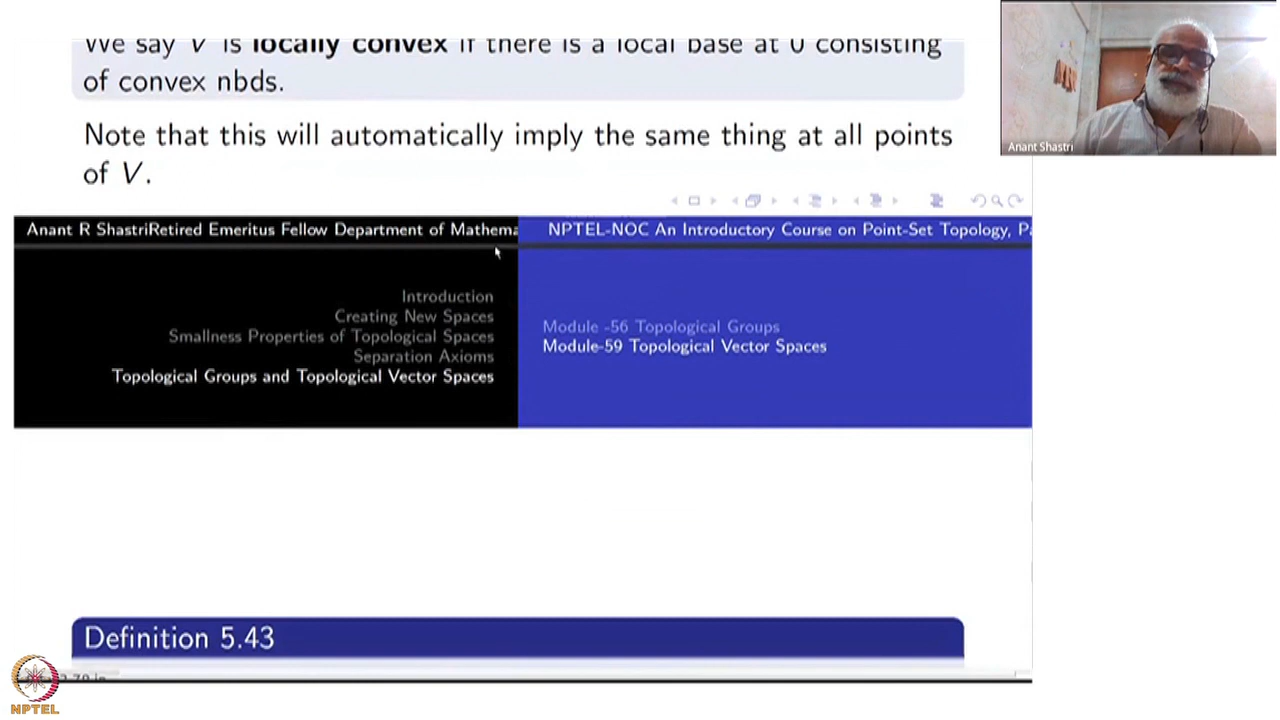 We say V is locally convex if there is a local base at 0 consisting
of convex nbds.
Note that this will automatically imply the same thing at all points
of V.
Anant Shastri
Anant R ShastriRetired Emeritus Fellow Department of Mathema
NPTEL-NOC An Introductory Course on Point-Set Topology, Pa
Introduction
Creating New Spaces
Smallness Properties of Topological Spaces
Separation Axioms
Topological Groups and Topological Vector Spaces
Module -56 Topological Groups
Module-59 Topological Vector Spaces
Definition 5.43
NPTEL